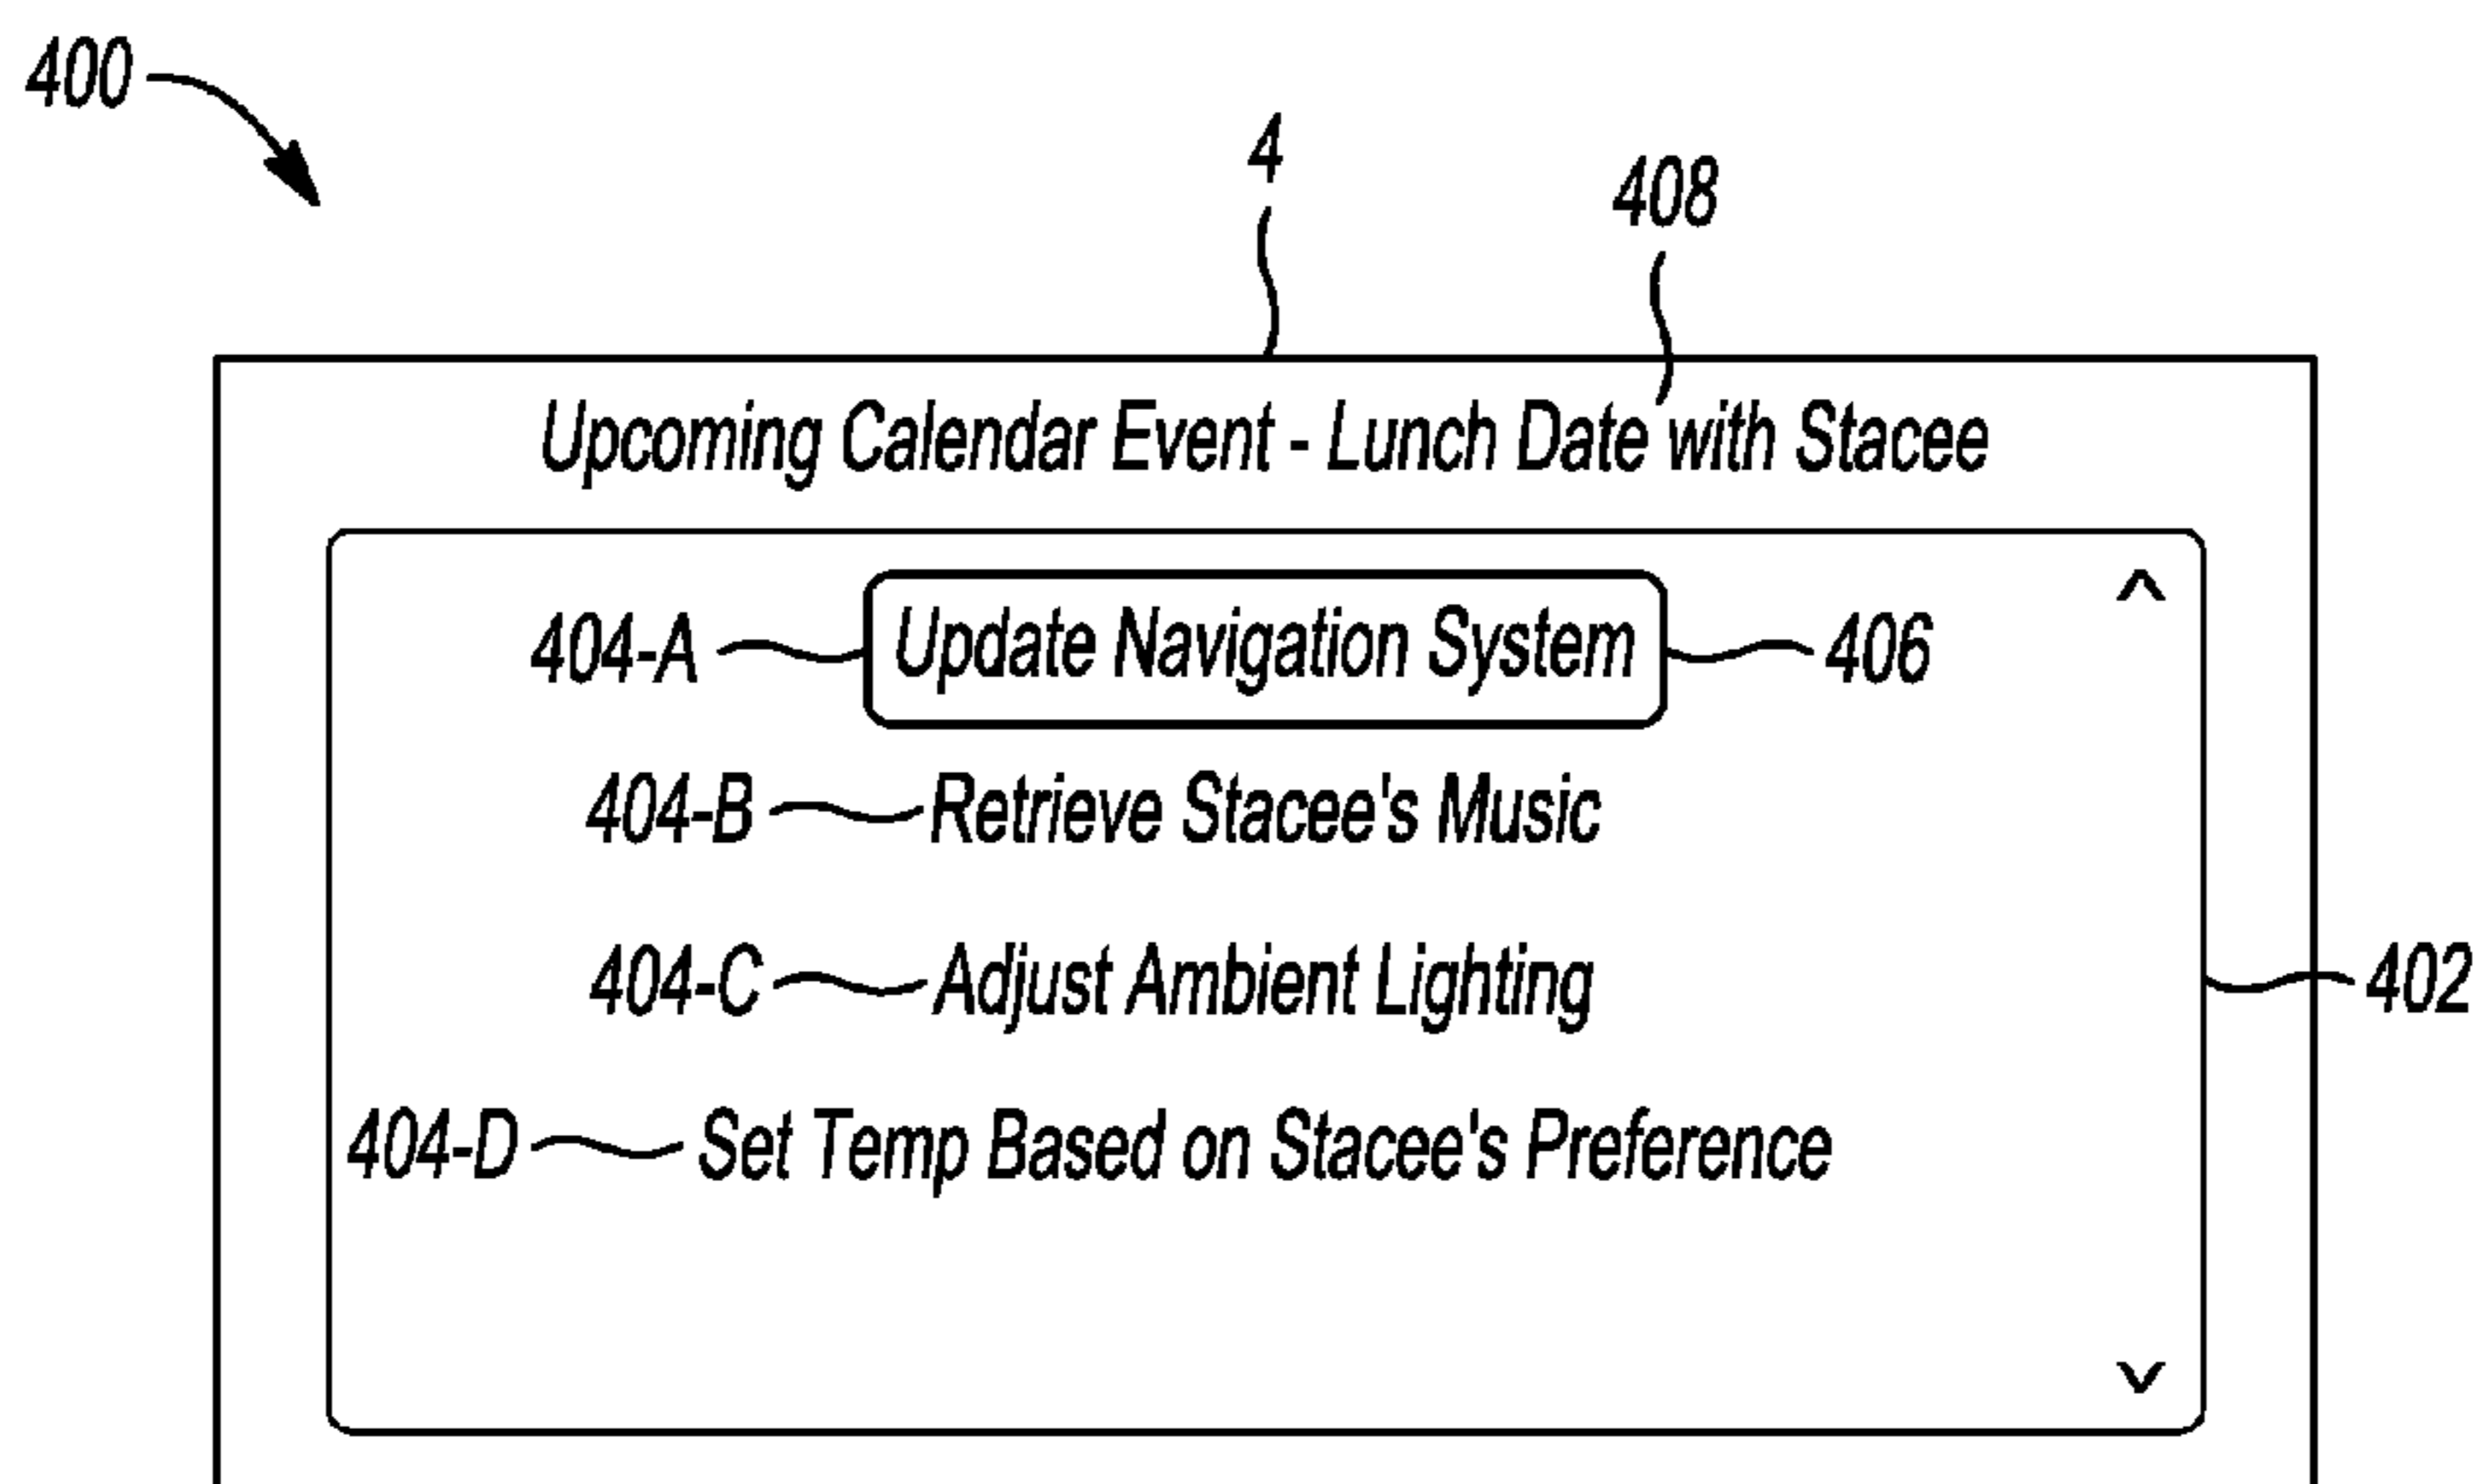 400
4
408
Upcoming Calendar Event - Lunch Date with Stacee
^
404-A Update Navigation System 406
404-B Retrieve Stacee's Music
404-C Adjust Ambient Lighting 402
404-D Set Temp Based on Stacee's Preference